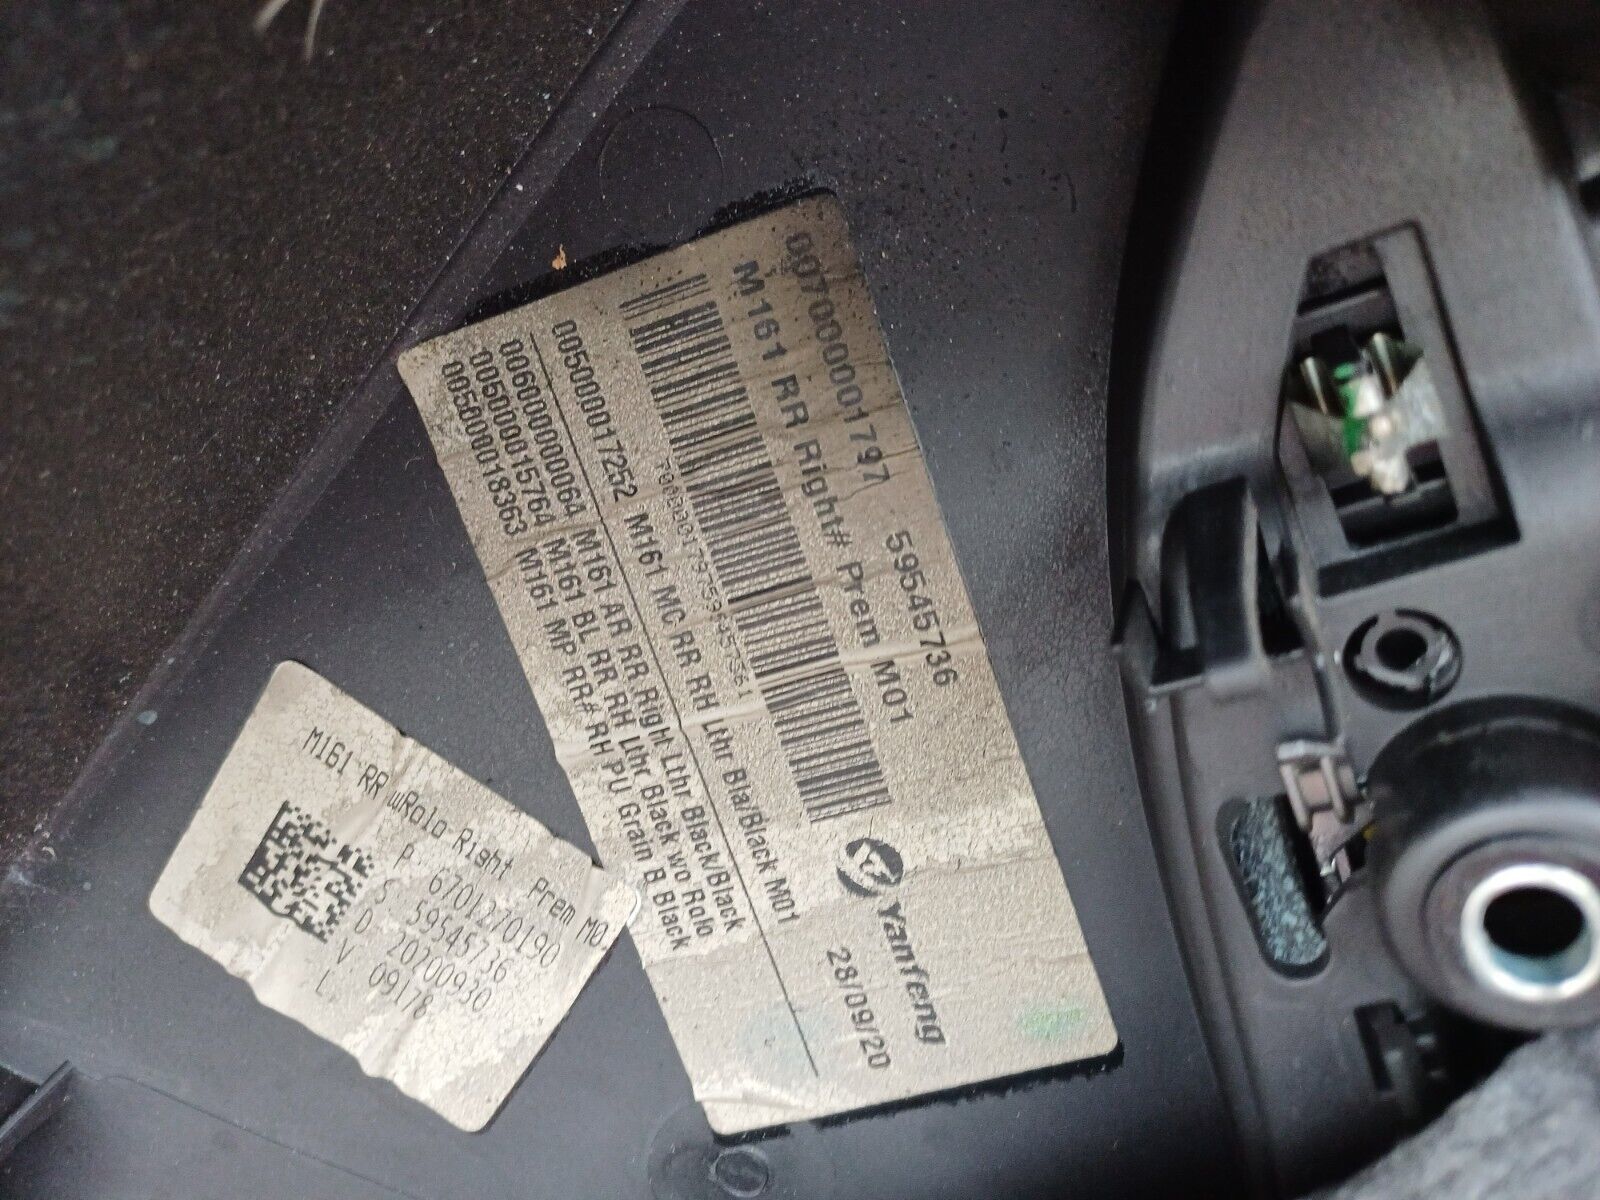 00700000001797 59545736
M161 RR Right# Prem M01
Yanfeng
28/09/20
0050000017252 M161 MC RR RH Lthr Bla/Black M01
0060000000064 M161 AR RR Right Lthr Black/Black
0050000015764 M161 BL RR RH Lthr Black wo Rolo
0050000018363 M161 MP RR# RH PU Grain B Black
M161 RR wRolo Right Prem M01
P 6701270190
S 59545736
D 20200930
V 09178
L